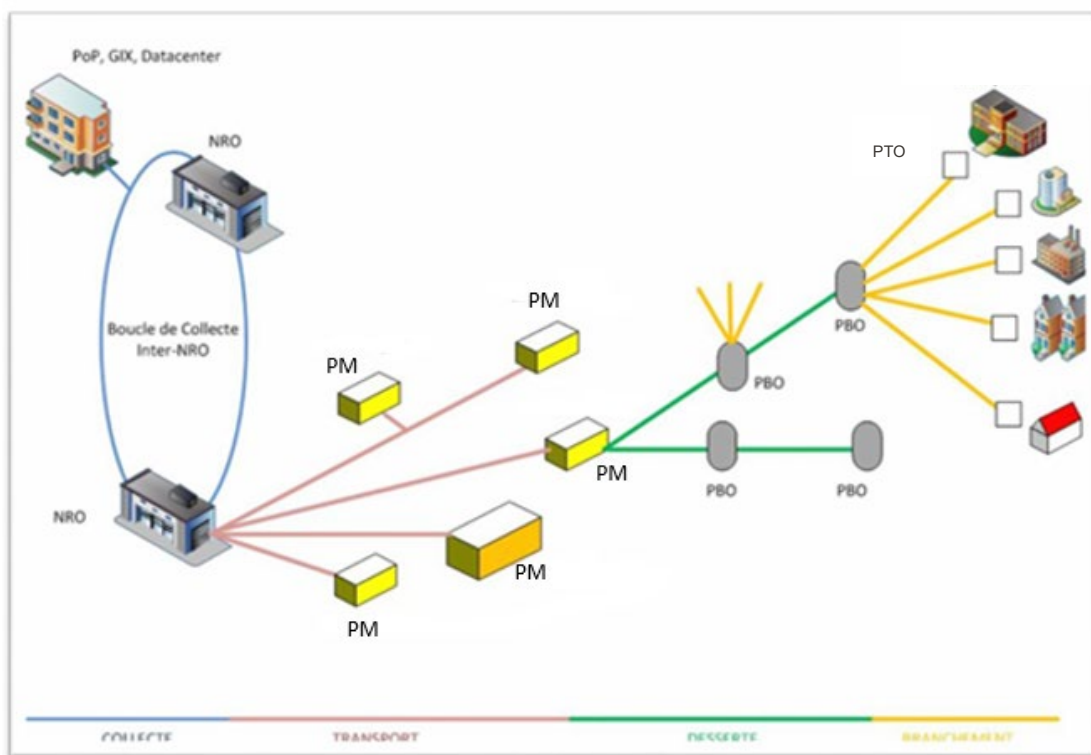 PoP, GIX, Datacenter
NRO
PTO
PM
Boucle de Collecte
Inter-NRO
PBO
PM
PBO
PM
PBO
PBO
NRO
PM
PM
COLLECTE
TRANSPORT
DESSERTE
BRANCHEMENT